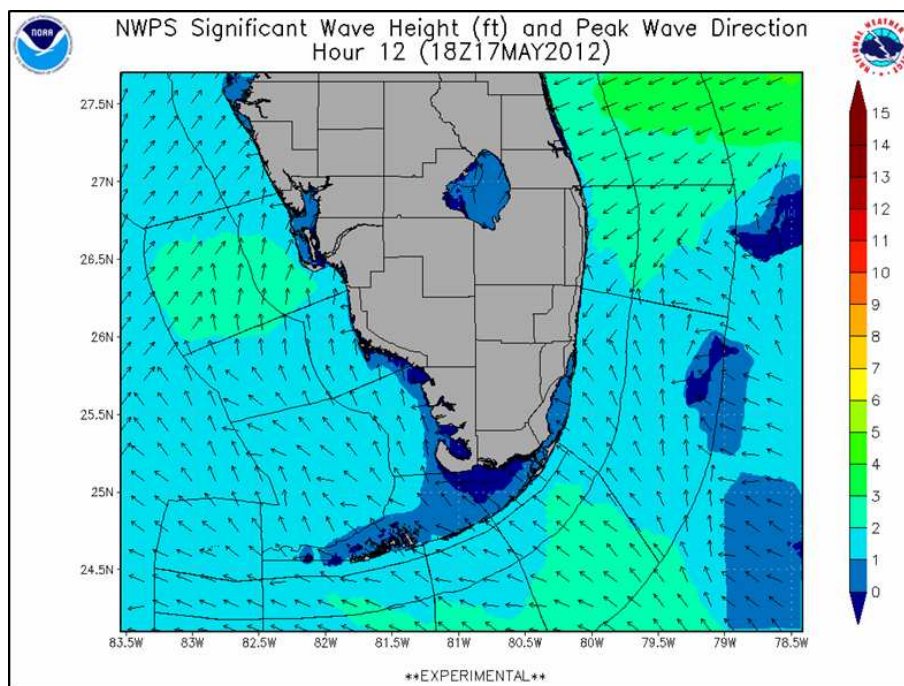 NWPS Significant Wave Height (ft) and Peak Wave Direction
Hour 12 (18Z17MAY2012)
NOAA
27.5N
27N
26.5N
26N
25.5N
25N
24.5N
83.5W 83W 82.5W 82W 81.5W 81W 80.5W 80W 79.5W 79W 78.5W
15
14
13
12
11
10
9
8
7
6
5
4
3
2
1
0
**EXPERIMENTAL**